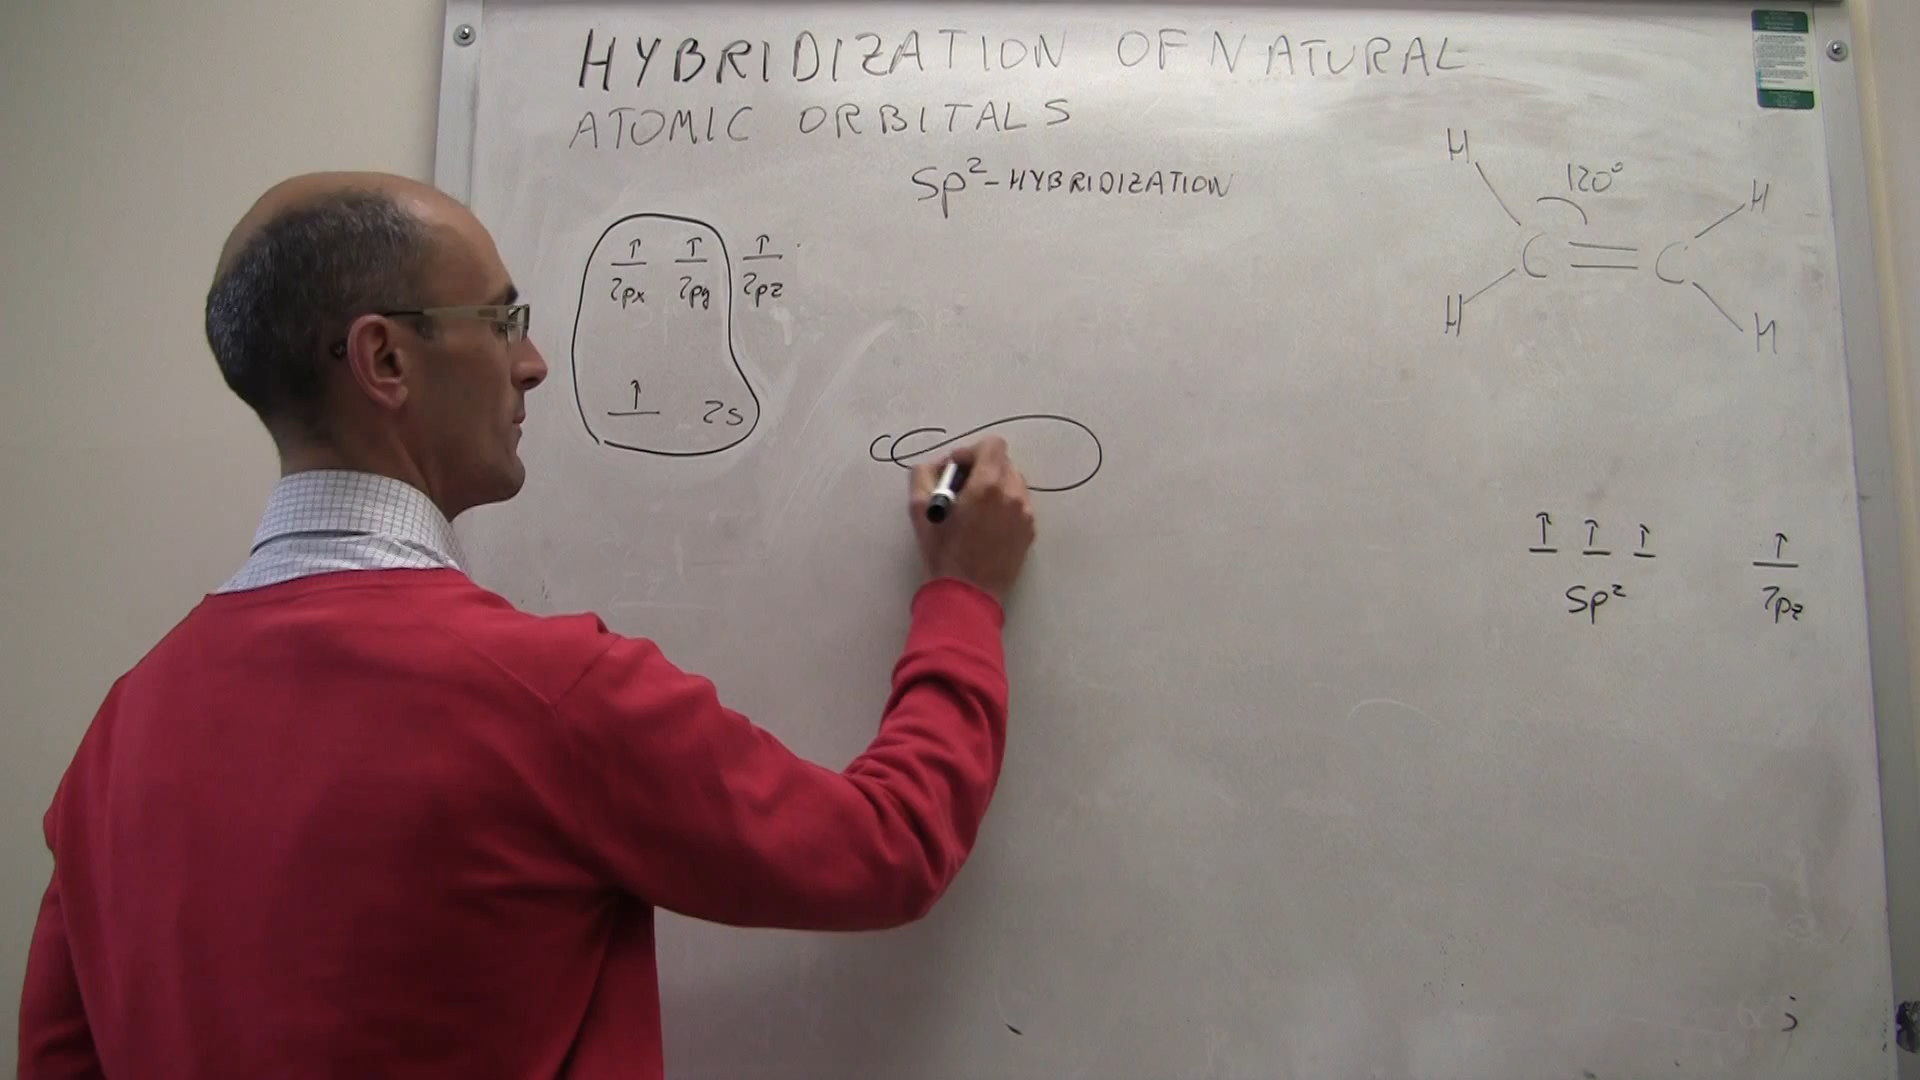 HYBRIDIZATION OF NATURAL
ATOMIC ORBITALS
Sp²-HYBRIDIZATION
↑ ↑ ↑
2px 2py 2pz
↑ 2s
C
H
120°
H
C = C
H
H
↑ ↑ ↑ ↑
Sp² 2pz